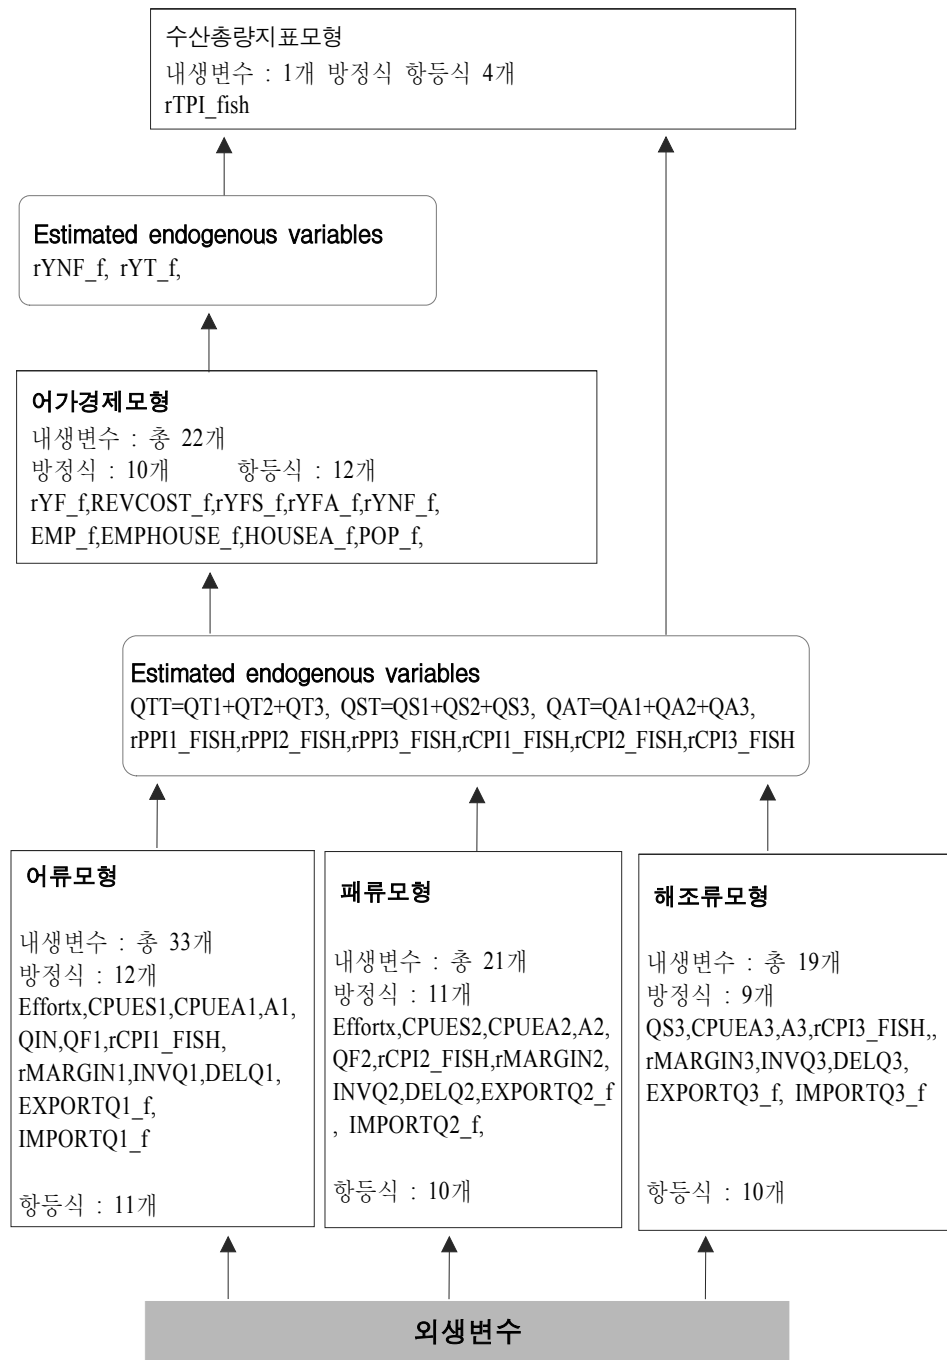 수산총량지표모형
내생변수 : 1개 방정식 항등식 4개
rTPI_fish
Estimated endogenous variables
rYNF_f, rYT_f,
어가경제모형
내생변수 : 총 22개
방정식 : 10개 항등식 : 12개
rYF_f,REVCOST_f,rYFS_f,rYFA_f,rYNF_f,
EMP_f,EMPHOUSE_f,HOUSEA_f,POP_f,
Estimated endogenous variables
QTT=QT1+QT2+QT3, QST=QS1+QS2+QS3, QAT=QA1+QA2+QA3,
rPPI1_FISH,rPPI2_FISH,rPPI3_FISH,rCPI1_FISH,rCPI2_FISH,rCPI3_FISH
어류모형
내생변수 : 총 33개
방정식 : 12개
Effortx,CPUES1,CPUEA1,A1,
QIN,QF1,rCPI1_FISH,
rMARGIN1,INVQ1,DELQ1,
EXPORTQ1_f,
IMPORTQ1_f
항등식 : 11개
패류모형
내생변수 : 총 21개
방정식 : 11개
Effortx,CPUES2,CPUEA2,A2,
QF2,rCPI2_FISH,rMARGIN2,
INVQ2,DELQ2,EXPORTQ2_f
, IMPORTQ2_f,
항등식 : 10개
해조류모형
내생변수 : 총 19개
방정식 : 9개
QS3,CPUEA3,A3,rCPI3_FISH,,
rMARGIN3,INVQ3,DELQ3,
EXPORTQ3_f, IMPORTQ3_f
항등식 : 10개
외생변수